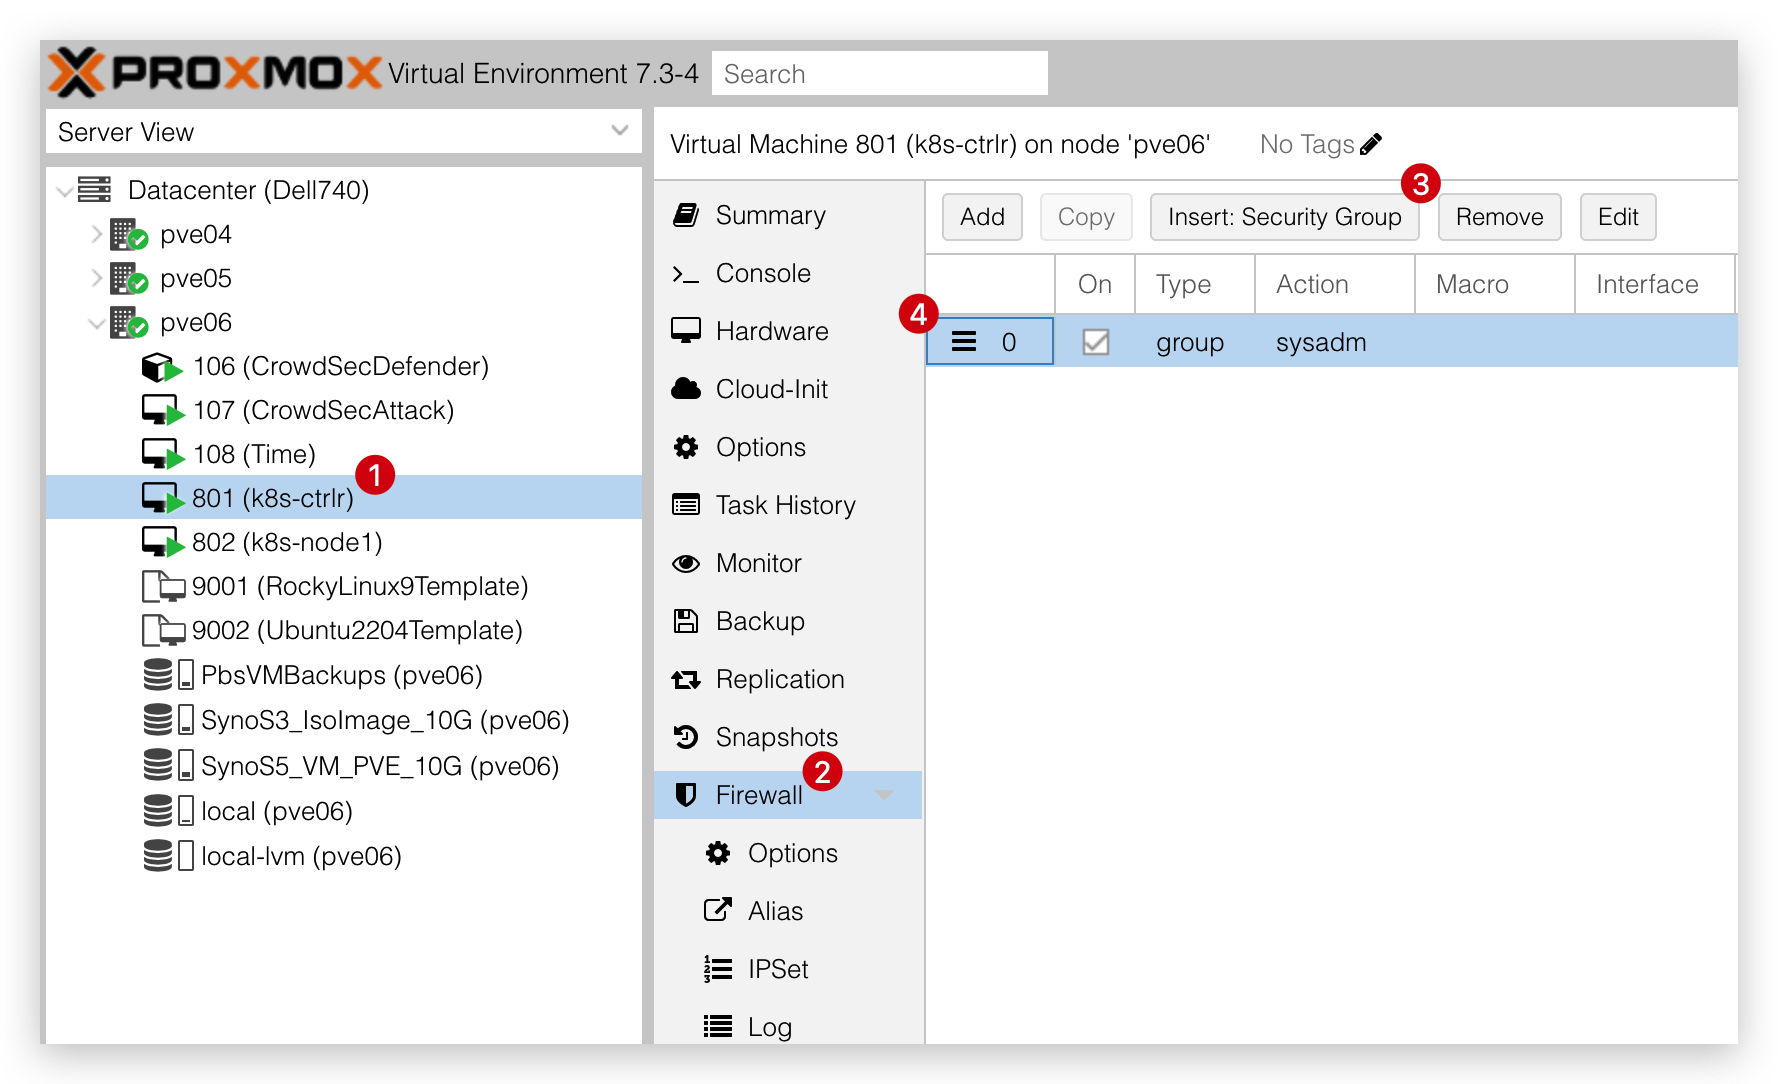 PROXMOX Virtual Environment 7.3-4 Search
Server View
Datacenter (Dell740)
pve04
pve05
pve06
106 (CrowdSecDefender)
107 (CrowdSecAttack)
108 (Time)
801 (k8s-ctrlr)
1
802 (k8s-node1)
9001 (RockyLinux9Template)
9002 (Ubuntu2204Template)
PbsVMBackups (pve06)
SynoS3_IsoImage_10G (pve06)
SynoS5_VM_PVE_10G (pve06)
local (pve06)
local-lvm (pve06)
Virtual Machine 801 (k8s-ctrlr) on node 'pve06' No Tags
Summary
Console
Hardware
Cloud-Init
Options
Task History
Monitor
Backup
Replication
Snapshots
2
Firewall
Options
Alias
1 2 3 IPSet
Log
3
Add Copy Insert: Security Group Remove Edit
On Type Action Macro Interface
4
0 group sysadm